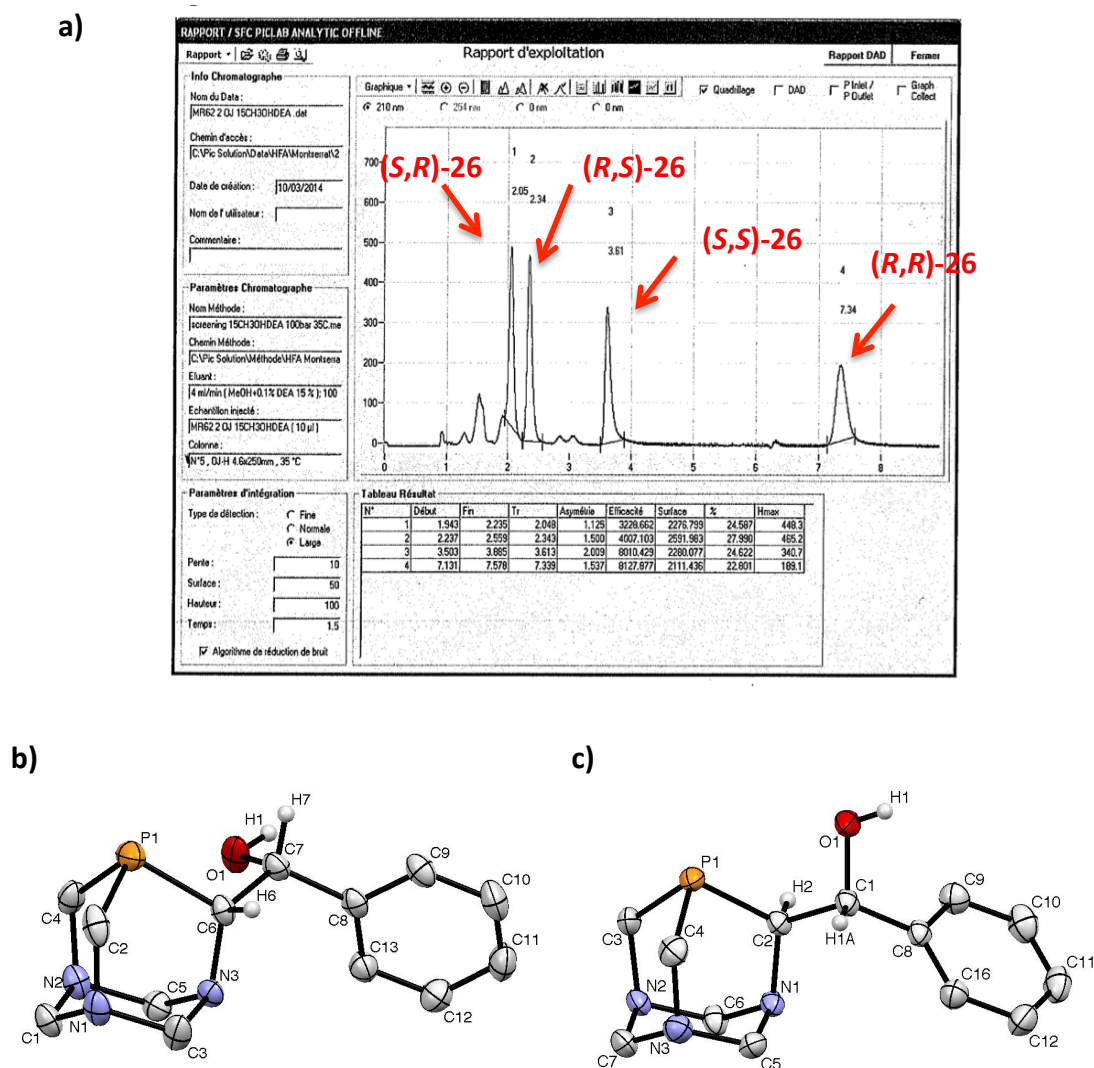 a)
RAPPORT / SFC PICLAB ANALYTIC OFFLINE
Rapport
Rapport d'exploitation
Rapport DAD
Fermer
Info Chromatographe
Nom du Data :
MR62 2 OJ 15CH3OHDEA .dat
Chemin d'accès :
C:\Pic Solution\Data\HFA\Montserrat\2
Date de création :
10/03/2014
Nom de l'utilisateur :
Commentaire :
Paramètres Chromatographe
Nom Méthode :
screening 15CH3OHDEA 100bar 35C.me
Chemin Méthode :
C:\Pic Solution\Méthode\HFA Montserra
Eluant :
4 ml/min ( MeOH+0.1% DEA 15 % ); 100
Echantillon injecté :
MR62 2 OJ 15CH3OHDEA ( 10 µl )
Colonne :
N°5 , OJ-H 4.6x250mm , 35 °C
Paramètres d'intégration
Type de détection :
Fine
Normale
Large
Pente :
10
Surface :
50
Hauteur :
100
Temps :
1.5
Algorithme de réduction de bruit
Graphique
Quadrillage
DAD
P Inlet /
P Outlet
Graph
Collect
210 nm
254 nm
0 nm
0 nm
(S,R)-26
(R,S)-26
(S,S)-26
(R,R)-26
1
2.05
2
2.34
3
3.61
4
7.34
700
600
500
400
300
200
100
0
0 1 2 3 4 5 6 7 8
Tableau Résultat
N° Début Fin Tr Asymétrie Efficacité Surface % Hmax
1 1.943 2.235 2.048 1.125 3228.662 2276.799 24.587 448.3
2 2.237 2.559 2.343 1.500 4007.103 2591.983 27.990 465.2
3 3.503 3.885 3.613 2.009 8010.429 2280.077 24.622 340.7
4 7.131 7.578 7.339 1.537 8127.877 2111.436 22.801 189.1
b)
H7
H1
P1
O1
C7
C9
H6
C10
C4
C6
C8
C2
C13
C11
N2
C5
N3
C12
C1
N1
C3
c)
H1
O1
P1
H2
C1
C9
C10
C3
C4
C2
H1A
C8
C11
N2
C6
N1
C16
C12
C7
N3
C5